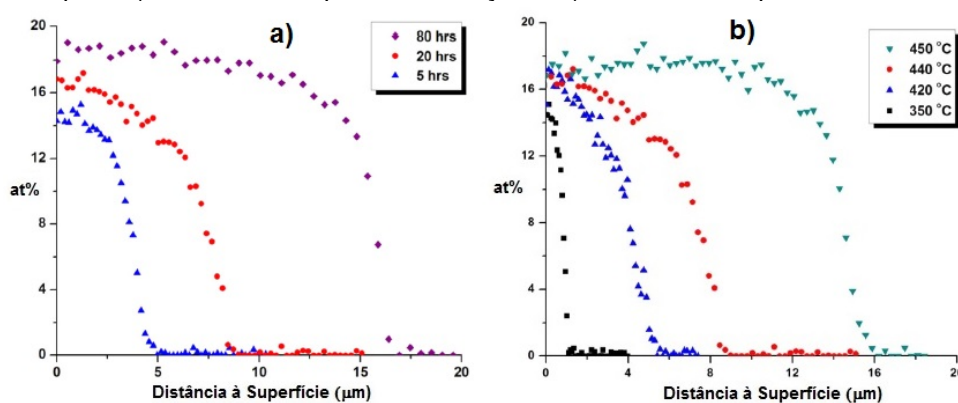 a)
80 hrs
20 hrs
5 hrs
at%
20
16
12
8
4
0
0 5 10 15 20
Distância à Superfície (μm)
b)
450 °C
440 °C
420 °C
350 °C
at%
20
16
12
8
4
0
0 4 8 12 16 20
Distância à Superfície (μm)